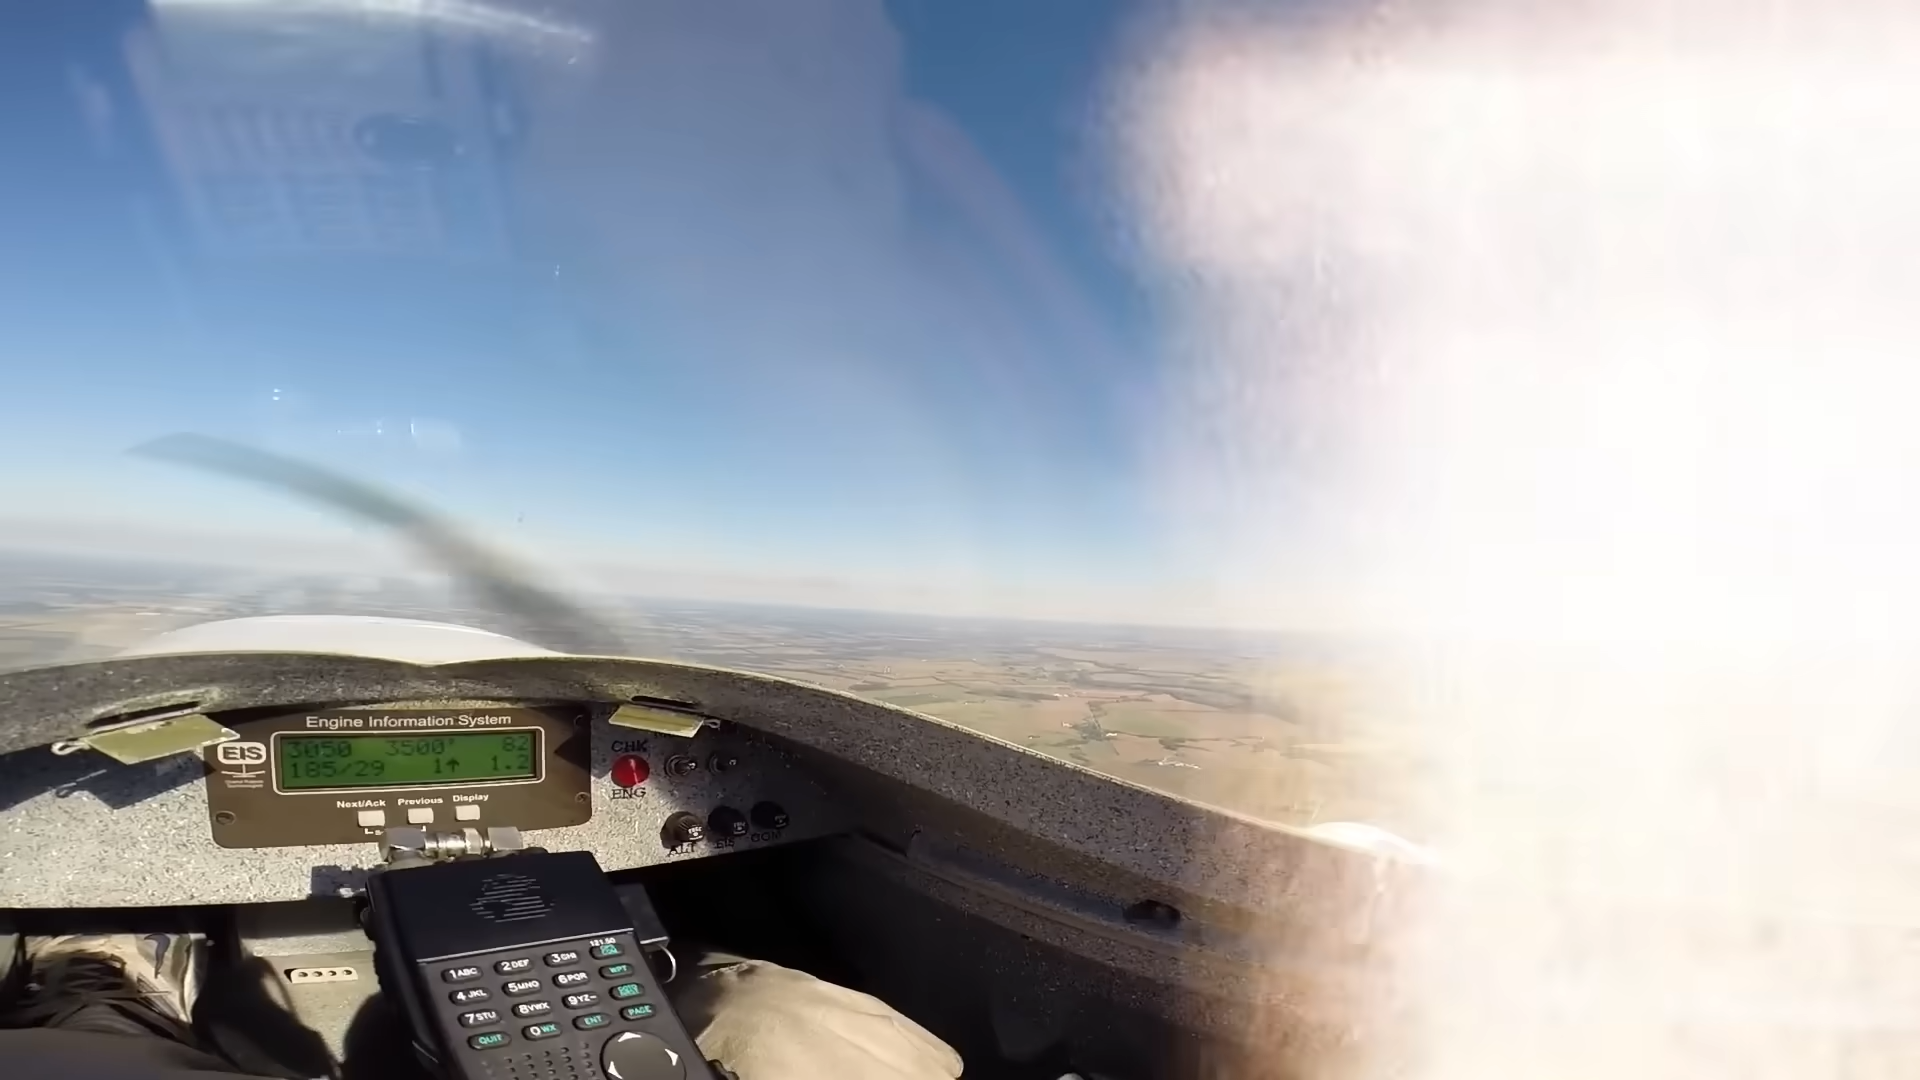 Engine Information System
EIS
3050 3500' 82
185/29 1↑ 1.2
Next/Ack Previous Display
CHK
ENG
ALT EIS COM
121.50
1ABC 2DEF 3GHI
4JKL 5MNO 6PQR WPT
7STU 8VWX 9YZ-
QUIT 0WX ENT PAGE